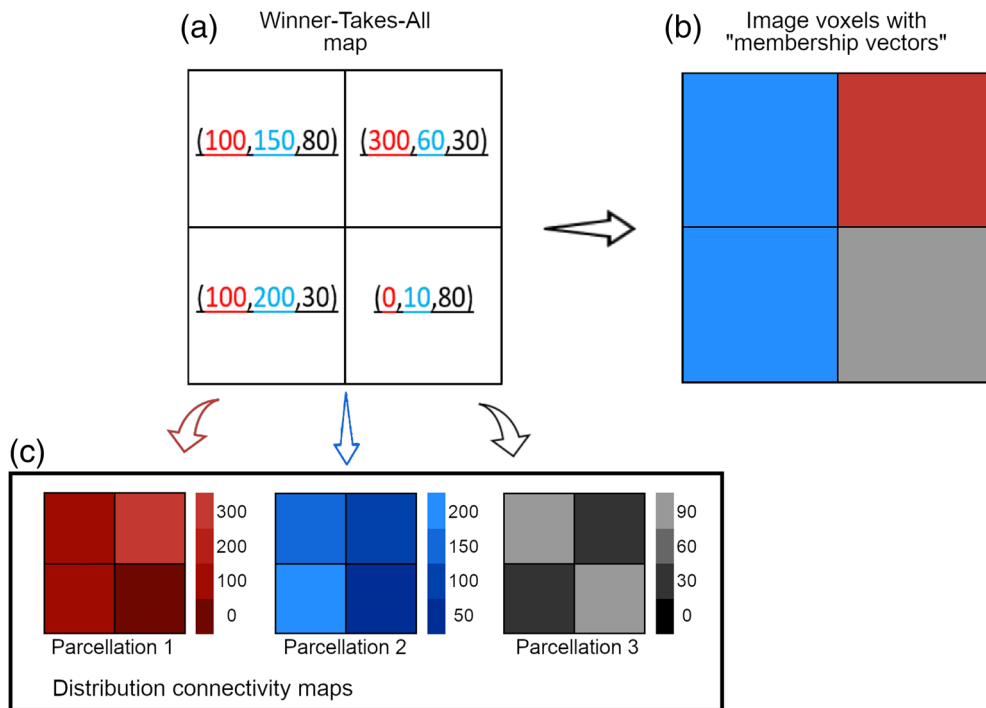 (a)
Winner-Takes-All
map
(b)
Image voxels with
"membership vectors"
(100,150,80)
(300,60,30)
(100,200,30)
(0,10,80)
(c)
300
200
100
0
Parcellation 1
200
150
100
50
Parcellation 2
90
60
30
0
Parcellation 3
Distribution connectivity maps